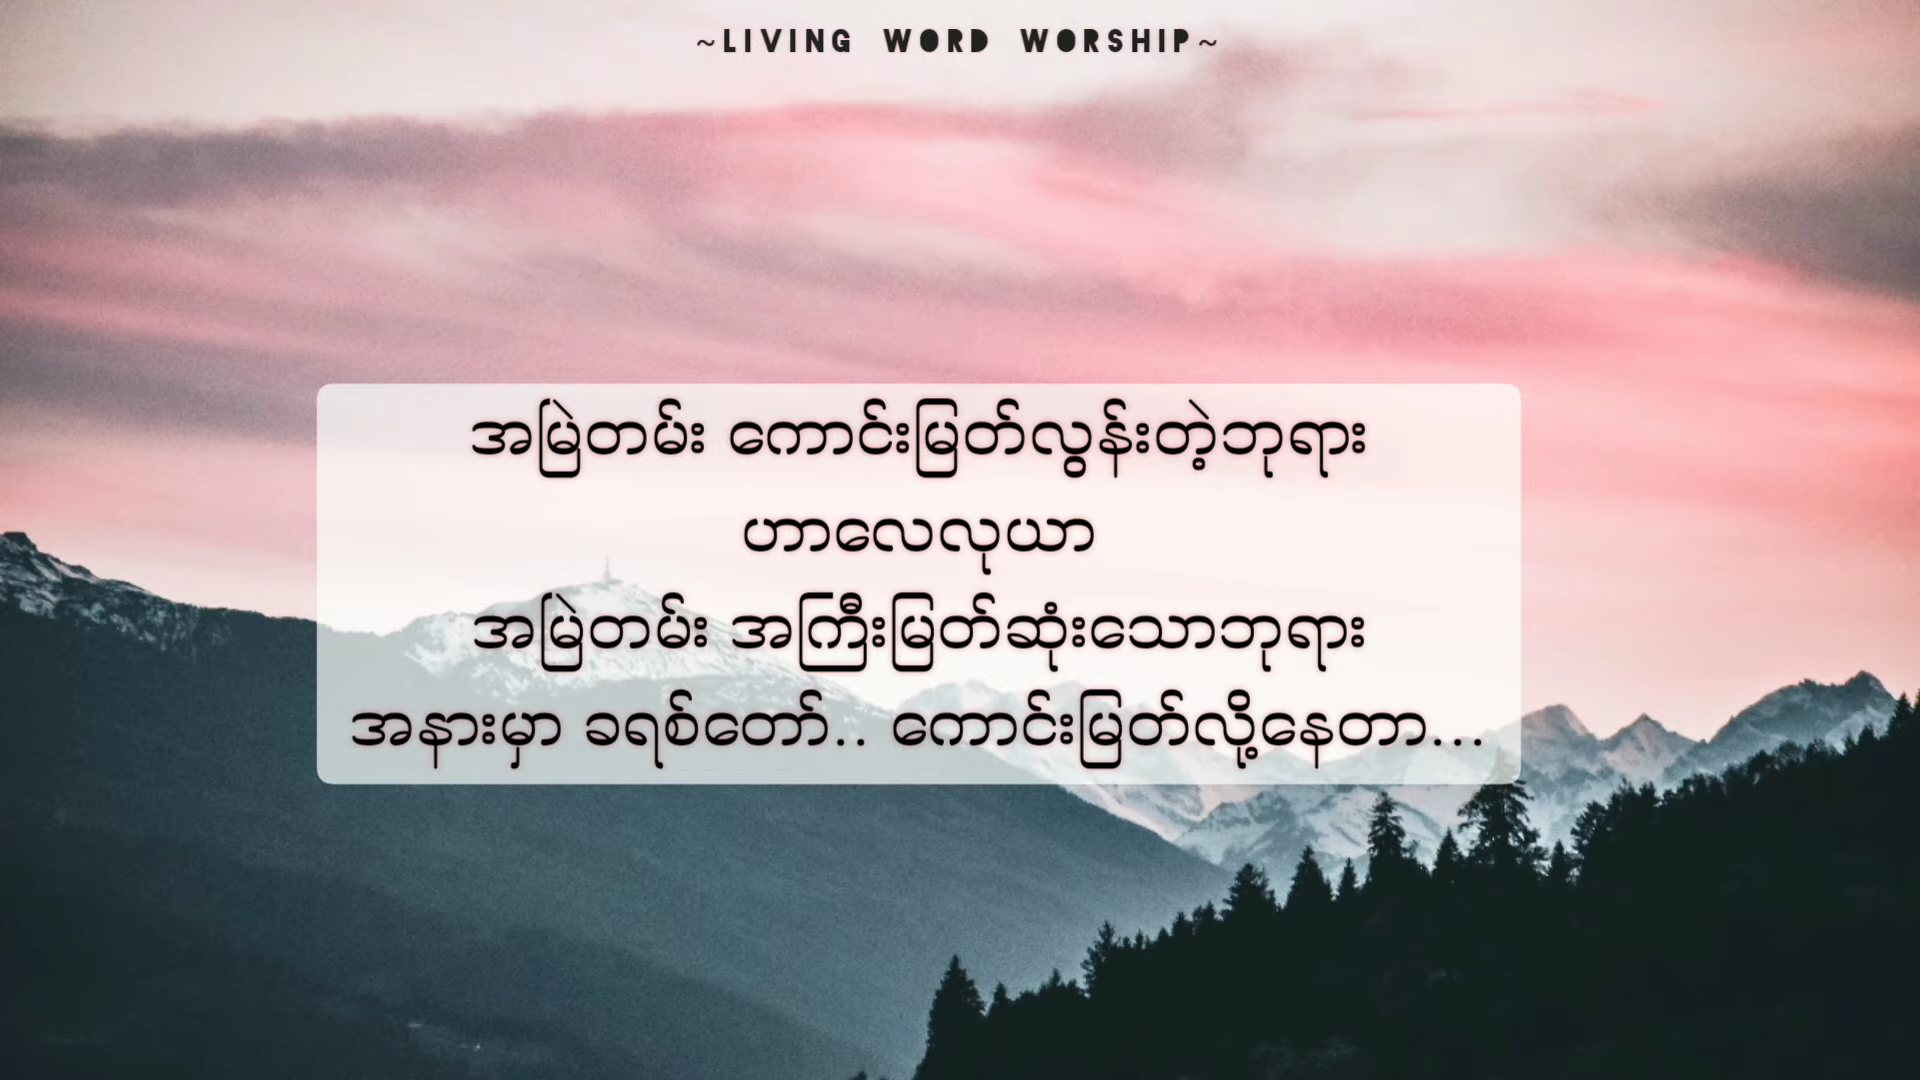 ~LIVING WORD WORSHIP~
အမြဲတမ်း ကောင်းမြတ်လွန်းတဲ့ဘုရား
ဟာလေလုယာ
အမြဲတမ်း အကြီးမြတ်ဆုံးသောဘုရား
အနားမှာ ခရစ်တော်.. ကောင်းမြတ်လို့နေတာ...